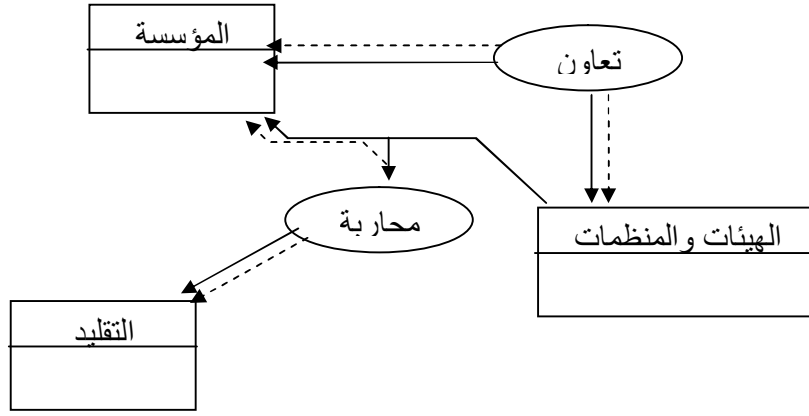 المؤسسة
تعاون
محاربة
الهيئات والمنظمات
التقليد